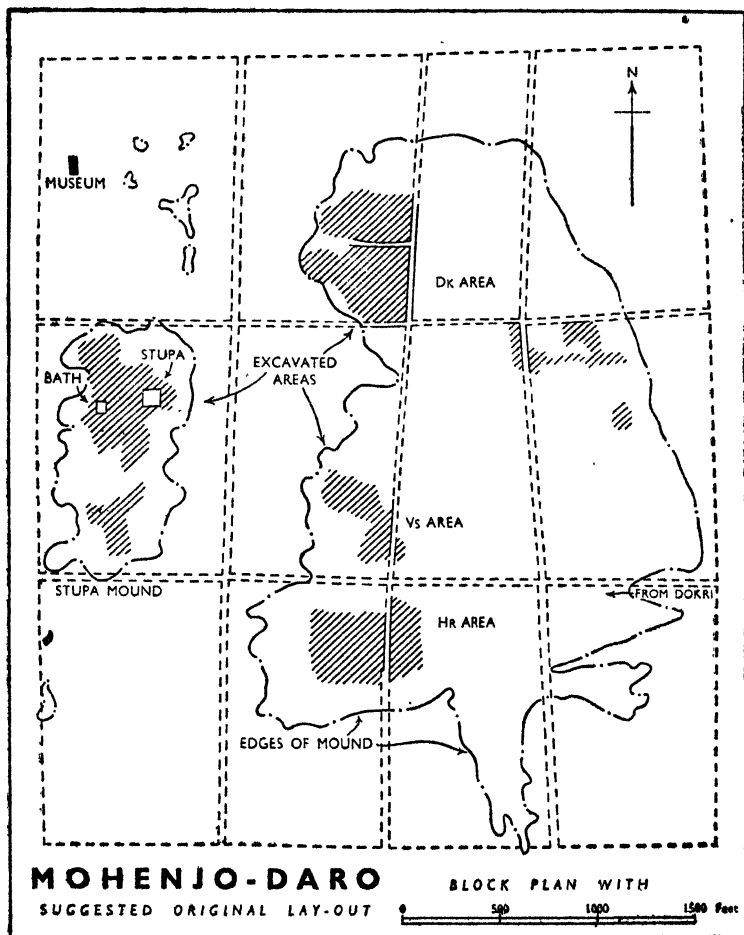 N
MUSEUM
DK AREA
STUPA
BATH
EXCAVATED
AREAS
VS AREA
STUPA MOUND
FROM DOKRI
HR AREA
EDGES OF MOUND
MOHENJO-DARO
BLOCK PLAN WITH
SUGGESTED ORIGINAL LAY-OUT
0 500 1000 1500 Feet